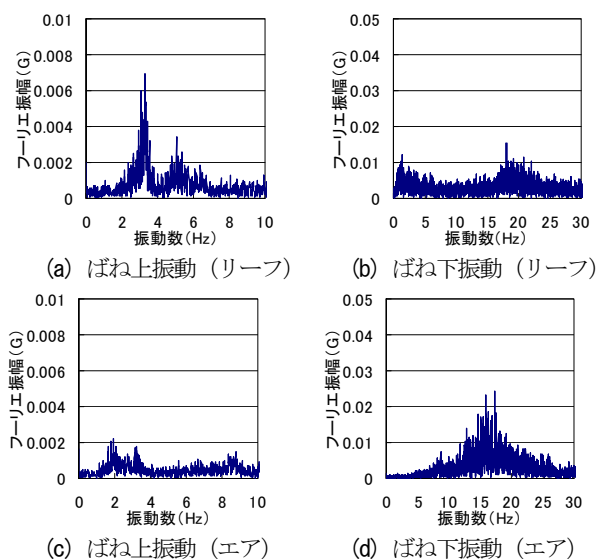 フーリエ振幅(G)
0.01
0.008
0.006
0.004
0.002
0
0 2 4 6 8 10
振動数(Hz)
(a) ばね上振動（リーフ）
フーリエ振幅(G)
0.05
0.04
0.03
0.02
0.01
0
0 5 10 15 20 25 30
振動数(Hz)
(b) ばね下振動（リーフ）
フーリエ振幅(G)
0.01
0.008
0.006
0.004
0.002
0
0 2 4 6 8 10
振動数(Hz)
(c) ばね上振動（エア）
フーリエ振幅(G)
0.05
0.04
0.03
0.02
0.01
0
0 5 10 15 20 25 30
振動数(Hz)
(d) ばね下振動（エア）